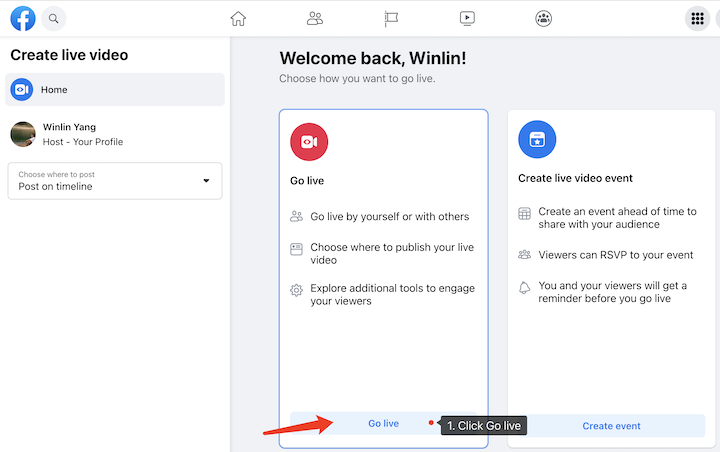 Create live video
Home
Winlin Yang
Host - Your Profile
Choose where to post
Post on timeline
Welcome back, Winlin!
Choose how you want to go live.
Go live
Go live by yourself or with others
Choose where to publish your live
video
Explore additional tools to engage
your viewers
Go live
1. Click Go live
Create live video event
Create an event ahead of time to
share with your audience
Viewers can RSVP to your event
You and your viewers will get a
reminder before you go live
Create event